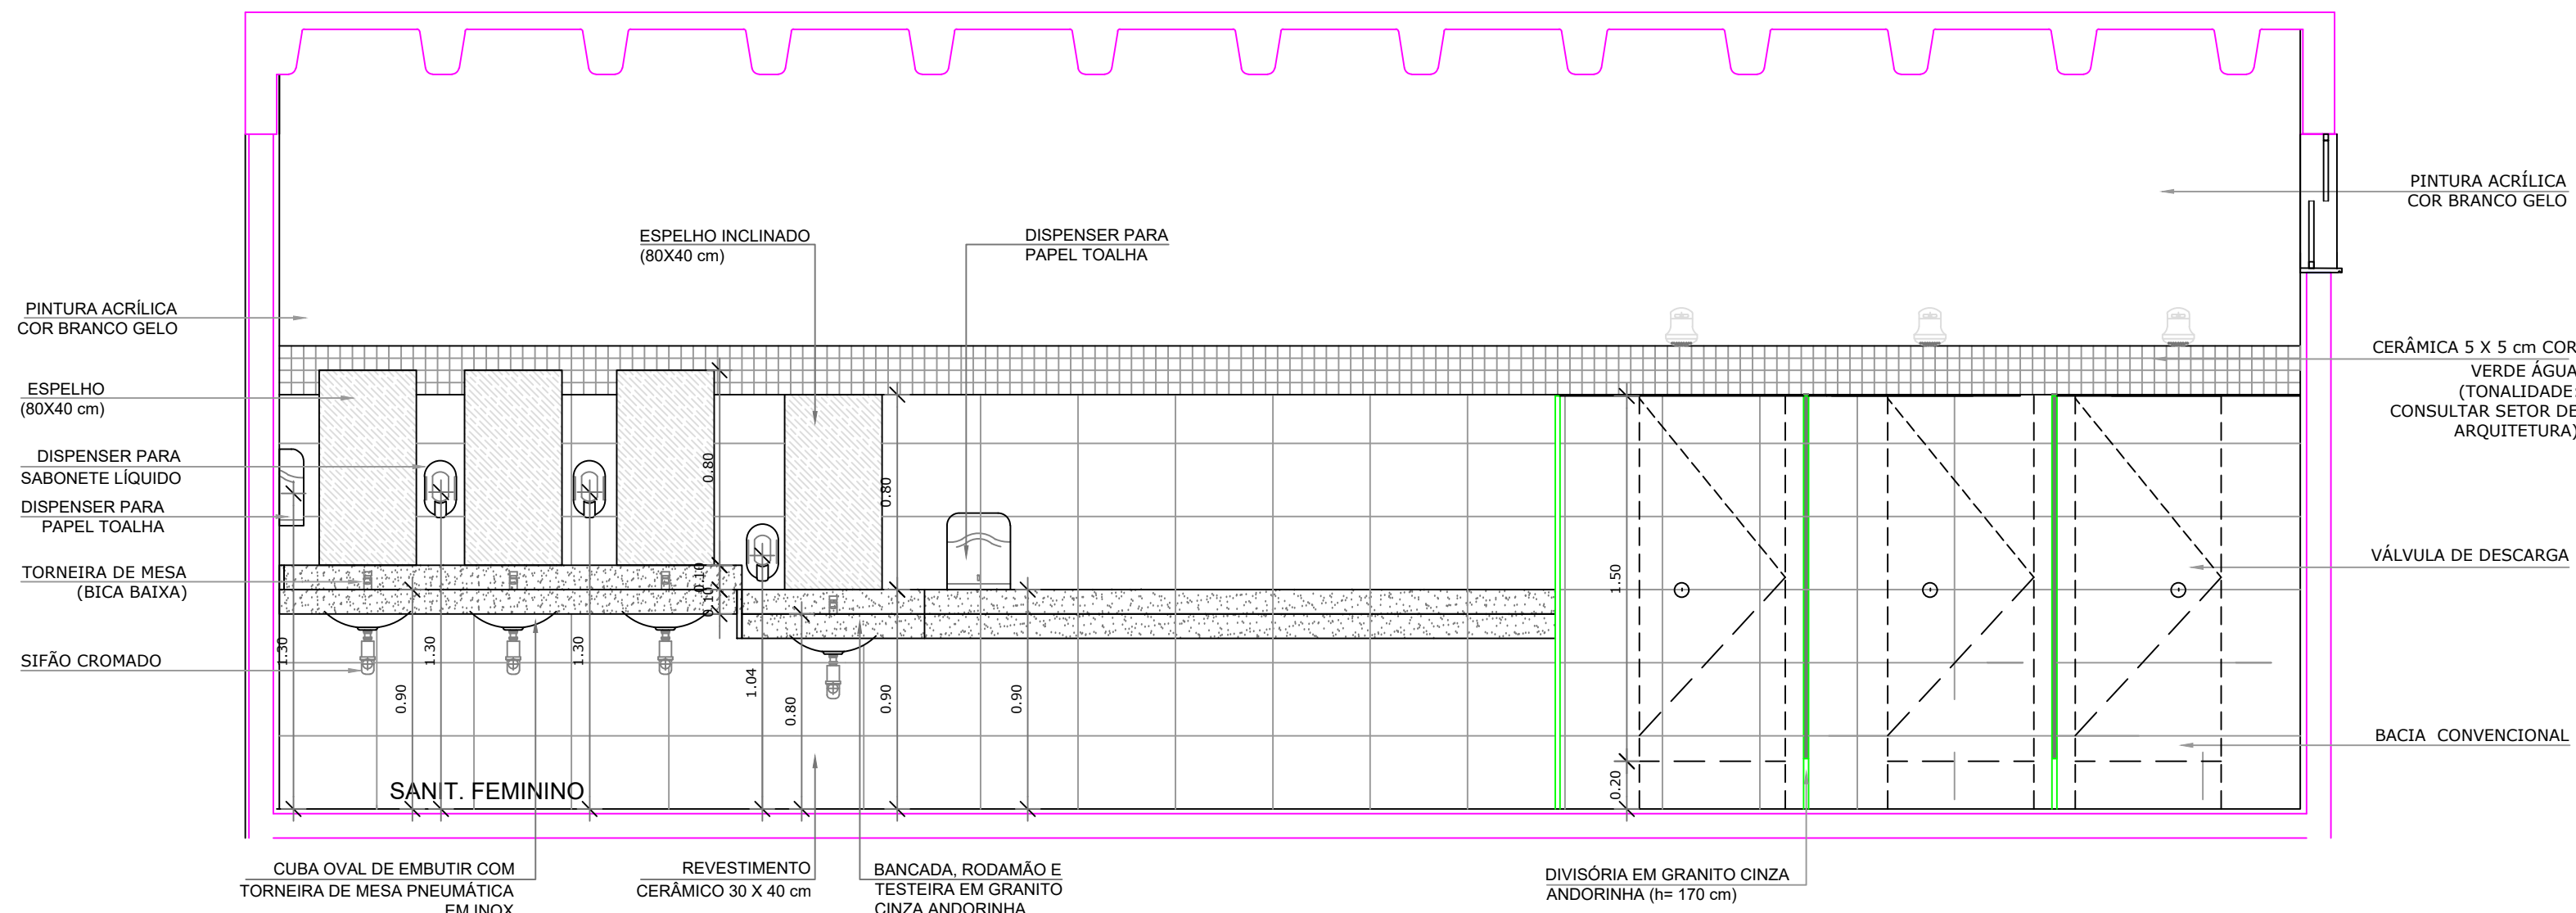 ESPELHO INCLINADO
(80X40 cm)
DISPENSER PARA
PAPEL TOALHA
PINTURA ACRÍLICA
COR BRANCO GELO
PINTURA ACRÍLICA
COR BRANCO GELO
ESPELHO
(80X40 cm)
DISPENSER PARA
SABONETE LÍQUIDO
DISPENSER PARA
PAPEL TOALHA
TORNEIRA DE MESA
(BICA BAIXA)
SIFÃO CROMADO
CERÂMICA 5 X 5 cm COR
VERDE ÁGUA
(TONALIDADE:
CONSULTAR SETOR DE
ARQUITETURA)
VÁLVULA DE DESCARGA
BACIA CONVENCIONAL
0.80
0.80
0.10
0.10
1.50
1.30
1.30
1.30
1.04
0.90
0.80
0.90
0.90
0.20
SANIT. FEMININO
CUBA OVAL DE EMBUTIR COM
TORNEIRA DE MESA PNEUMÁTICA
EM INOX
REVESTIMENTO
CERÂMICO 30 X 40 cm
BANCADA, RODAMÃO E
TESTEIRA EM GRANITO
CINZA ANDORINHA
DIVISÓRIA EM GRANITO CINZA
ANDORINHA (h= 170 cm)